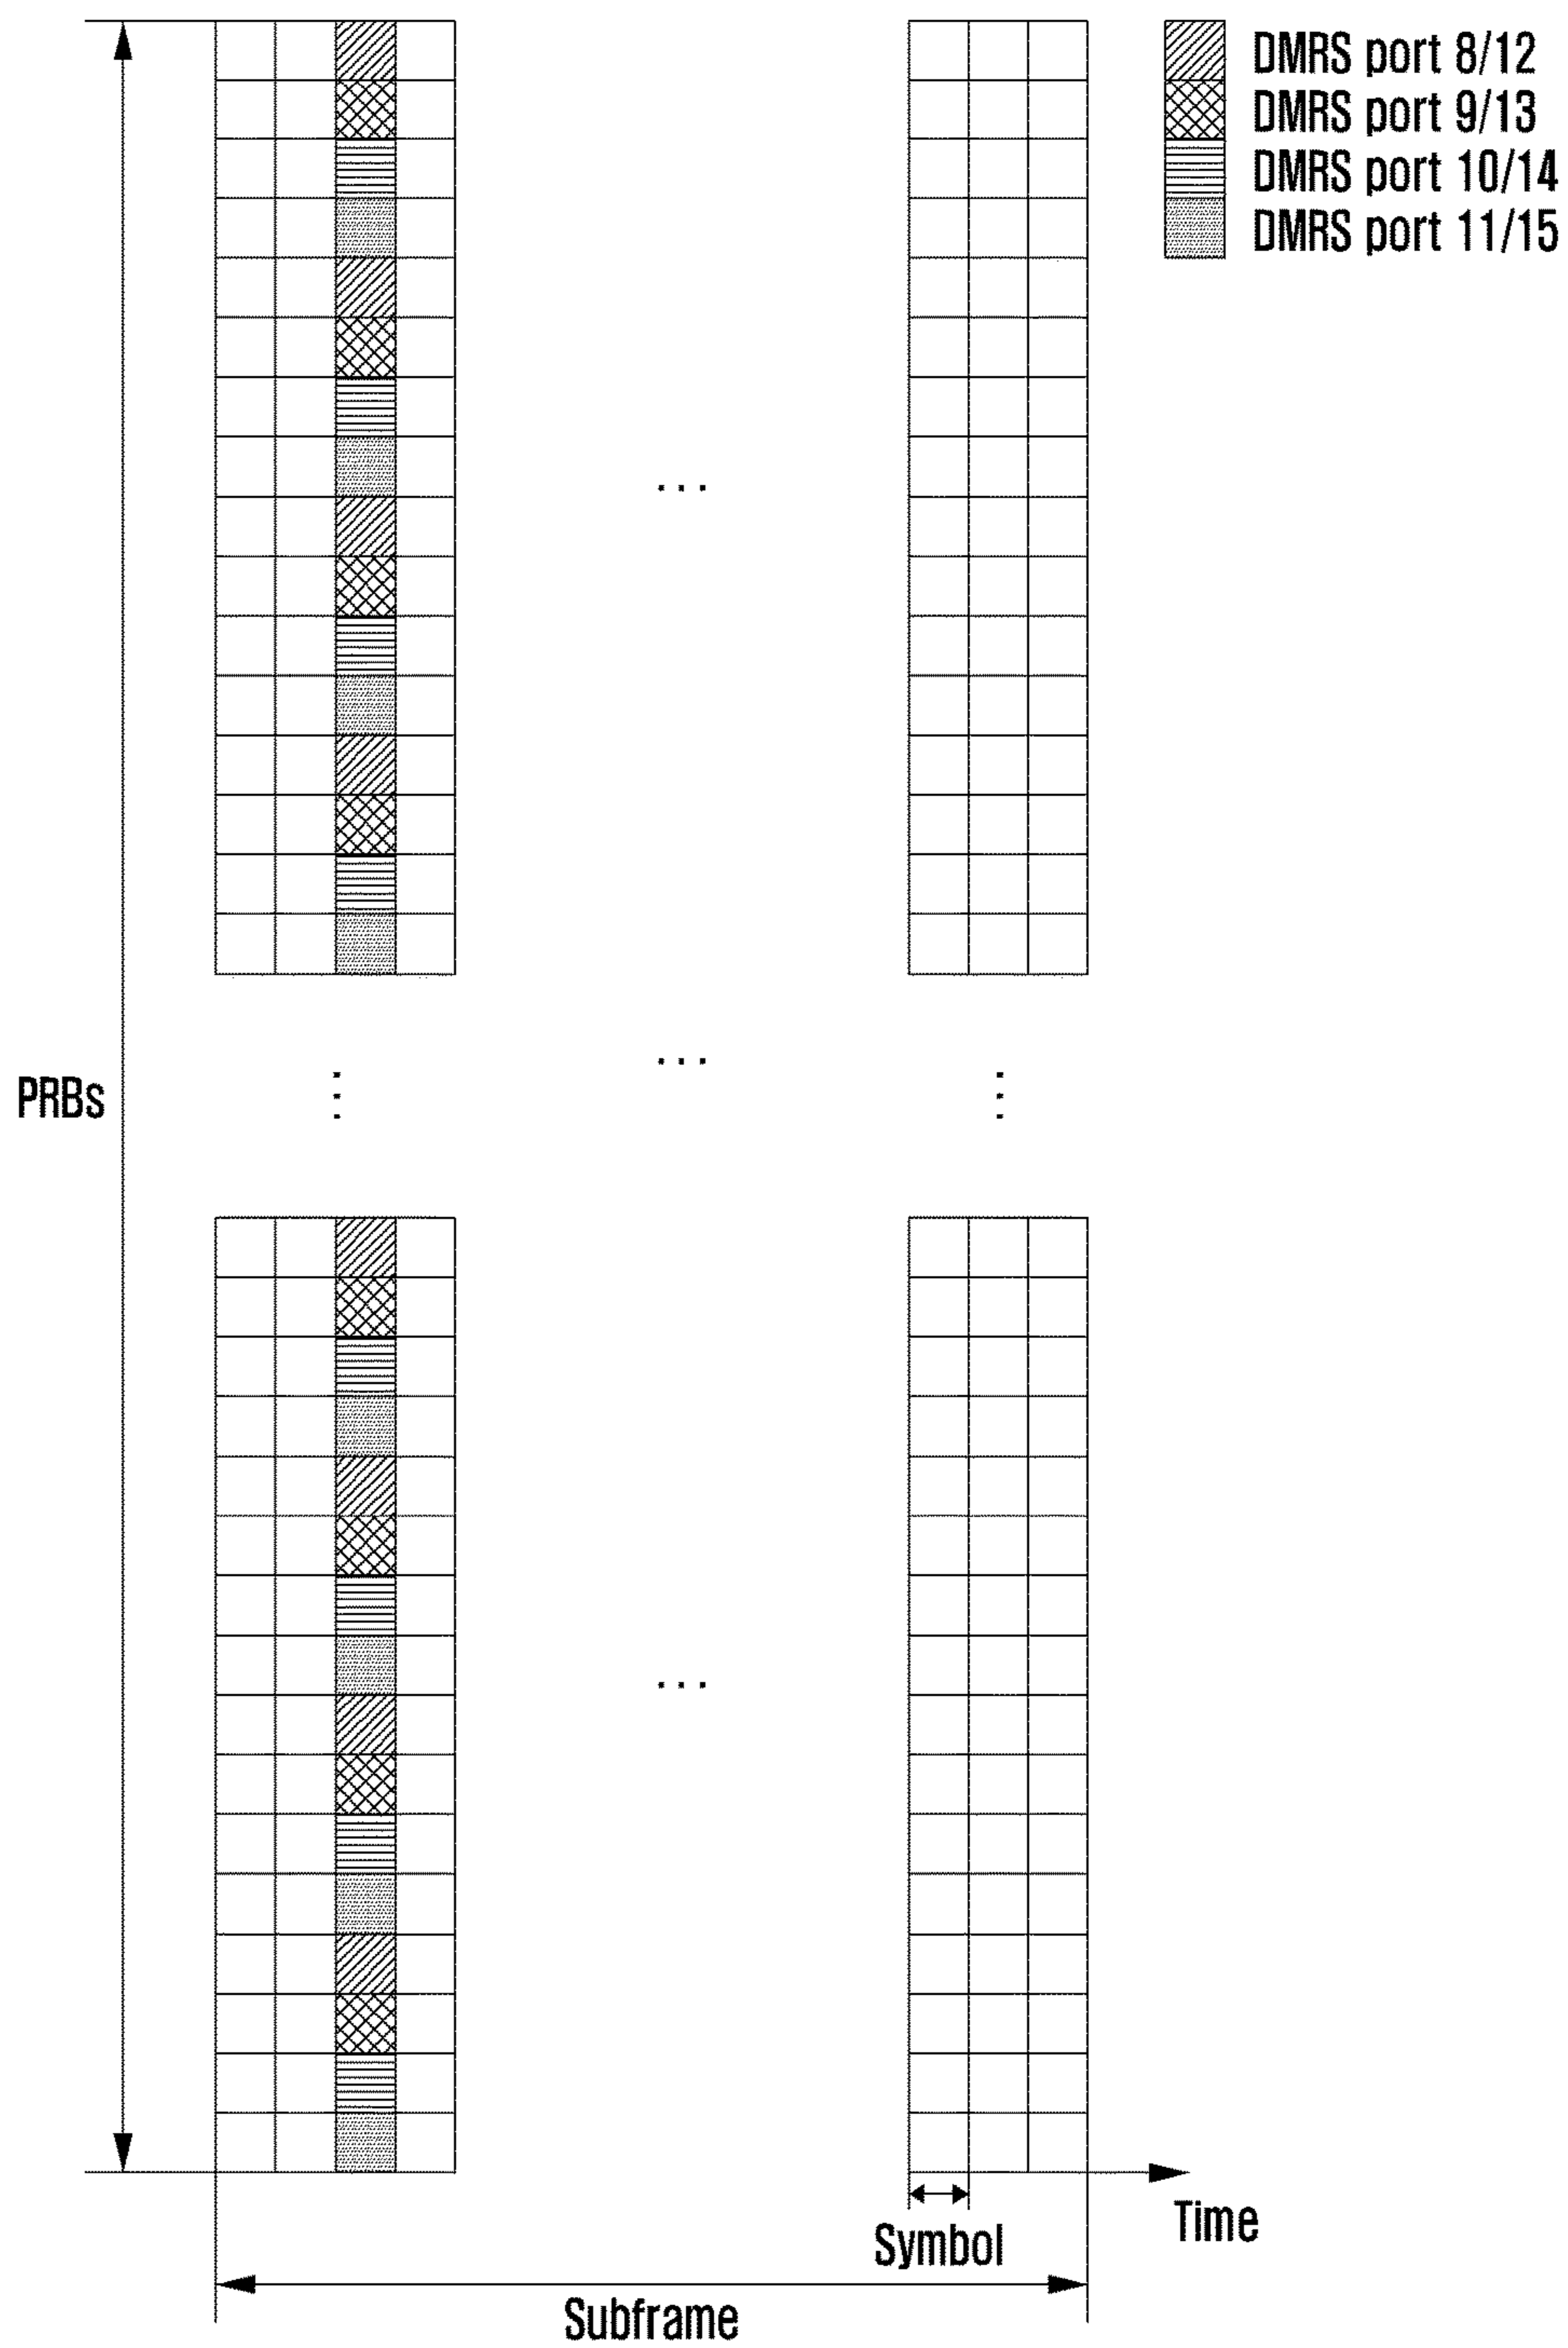 DMRS port 8/12
DMRS port 9/13
DMRS port 10/14
DMRS port 11/15
...
PRBs
...
...
Symbol
Time
Subframe